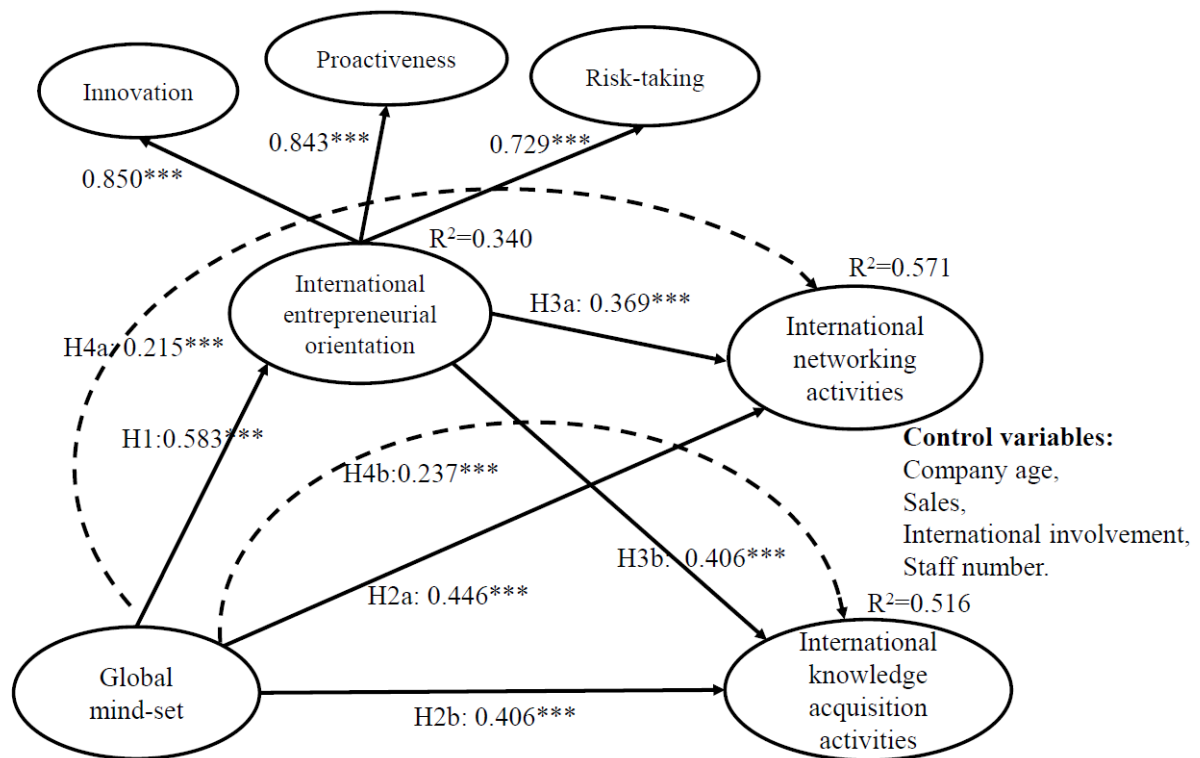 Proactiveness
Risk-taking
Innovation
0.843***
0.729***
0.850***
R²=0.340
R²=0.571
International
entrepreneurial
orientation
H3a: 0.369***
International
networking
activities
H4a: 0.215***
H1:0.583***
Control variables:
Company age,
Sales,
International involvement,
Staff number.
H4b:0.237***
H3b: 0.406***
H2a: 0.446***
R²=0.516
Global
mind-set
International
knowledge
acquisition
activities
H2b: 0.406***